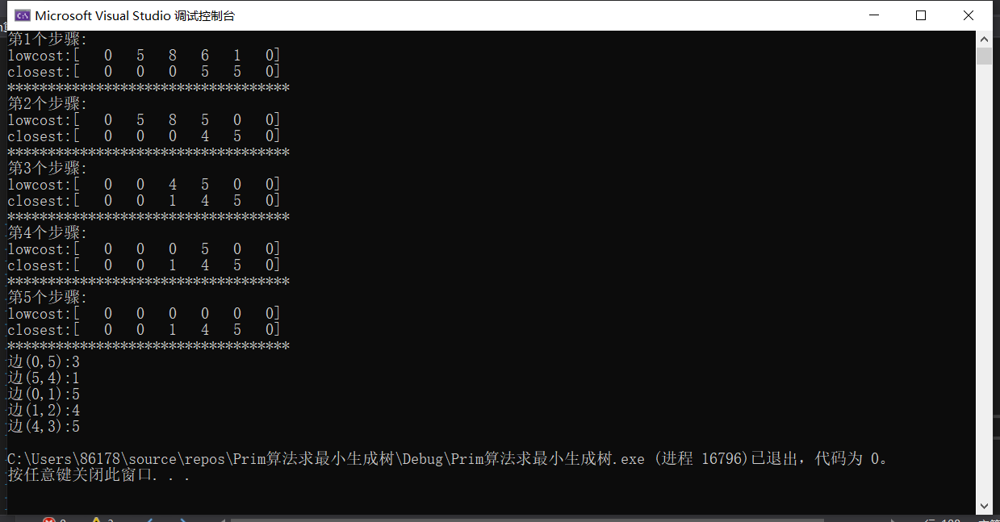 Microsoft Visual Studio 调试控制台
第1个步骤:
lowcost:[   0   5   8   6   1   0]
closest:[   0   0   0   5   5   0]
***********************************
第2个步骤:
lowcost:[   0   5   8   5   0   0]
closest:[   0   0   0   4   5   0]
***********************************
第3个步骤:
lowcost:[   0   0   4   5   0   0]
closest:[   0   0   1   4   5   0]
***********************************
第4个步骤:
lowcost:[   0   0   0   5   0   0]
closest:[   0   0   1   4   5   0]
***********************************
第5个步骤:
lowcost:[   0   0   0   0   0   0]
closest:[   0   0   1   4   5   0]
***********************************
边(0,5):3
边(5,4):1
边(0,1):5
边(1,2):4
边(4,3):5
C:\Users\86178\source\repos\Prim算法求最小生成树\Debug\Prim算法求最小生成树.exe (进程 16796)已退出，代码为 0。
按任意键关闭此窗口. . .